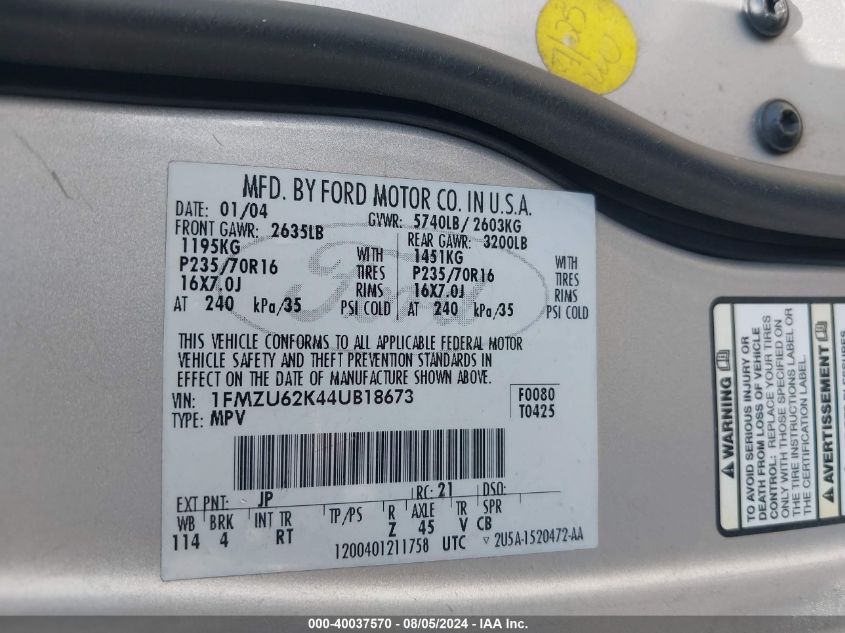 MFD. BY FORD MOTOR CO. IN U.S.A.
DATE: 01/04 GVWR: 5740LB / 2603KG
FRONT GAWR: 2635LB REAR GAWR: 3200LB
1195KG WITH 1451KG WITH
P235/70R16 TIRES P235/70R16 TIRES
16X7.0J RIMS 16X7.0J RIMS
AT 240 kPa/35 PSI COLD AT 240 kPa/35 PSI COLD
Ford
THIS VEHICLE CONFORMS TO ALL APPLICABLE FEDERAL MOTOR
VEHICLE SAFETY AND THEFT PREVENTION STANDARDS IN
EFFECT ON THE DATE OF MANUFACTURE SHOWN ABOVE.
VIN: 1FMZU62K44UB18673 F0080
TYPE: MPV T0425
EXT PNT: JP RC: 21 DSO:
WB BRK INT TR TP/PS R AXLE TR SPR
114 4 RT Z 45 V CB
1200401211758 UTC ▽ 2U5A-1520472-AA
WARNING
TO AVOID SERIOUS INJURY OR
DEATH FROM LOSS OF VEHICLE
CONTROL: REPLACE YOUR TIRES
ONLY WITH THOSE SPECIFIED ON
THE TIRE INSTRUCTIONS LABEL OR
THE CERTIFICATION LABEL.
AVERTISSEMENT
000-40037570 - 08/05/2024 - IAA Inc.